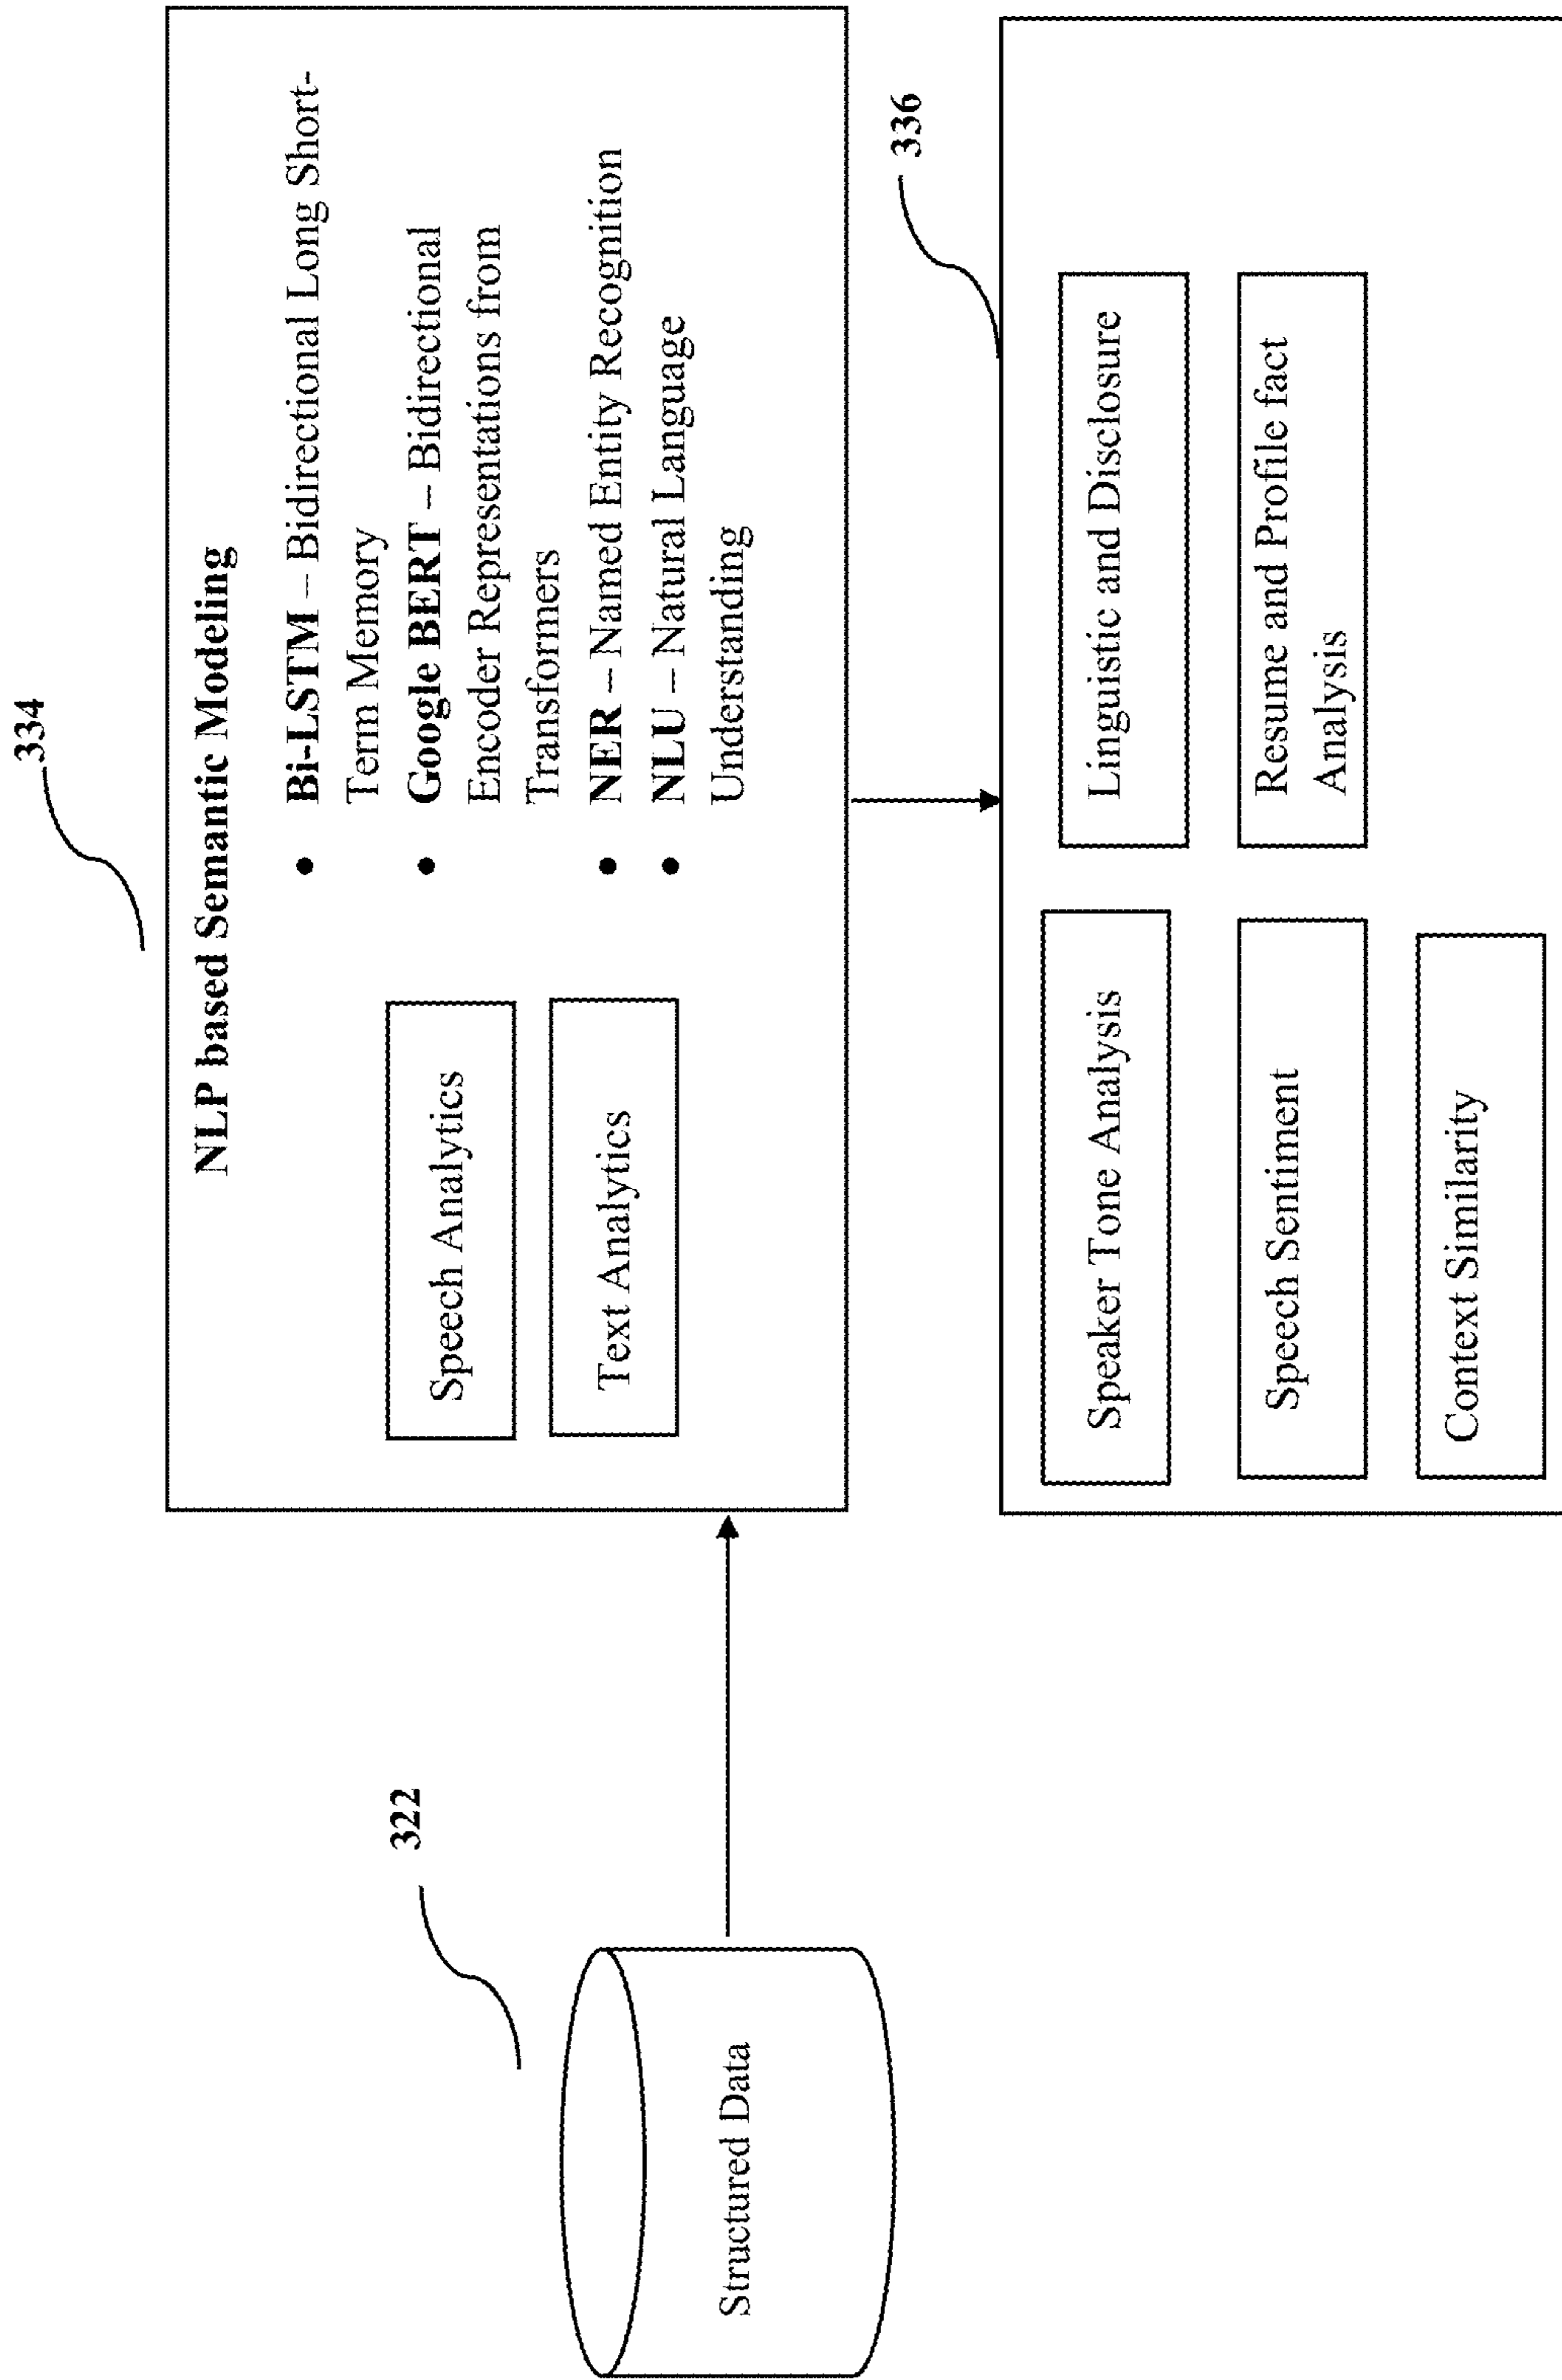 334
NLP based Semantic Modeling
Speech Analytics
Text Analytics
• Bi-LSTM – Bidirectional Long Short-
Term Memory
• Google BERT – Bidirectional
Encoder Representations from
Transformers
• NER – Named Entity Recognition
• NLU – Natural Language
Understanding
322
Structured Data
336
Speaker Tone Analysis
Linguistic and Disclosure
Speech Sentiment
Resume and Profile fact
Analysis
Context Similarity